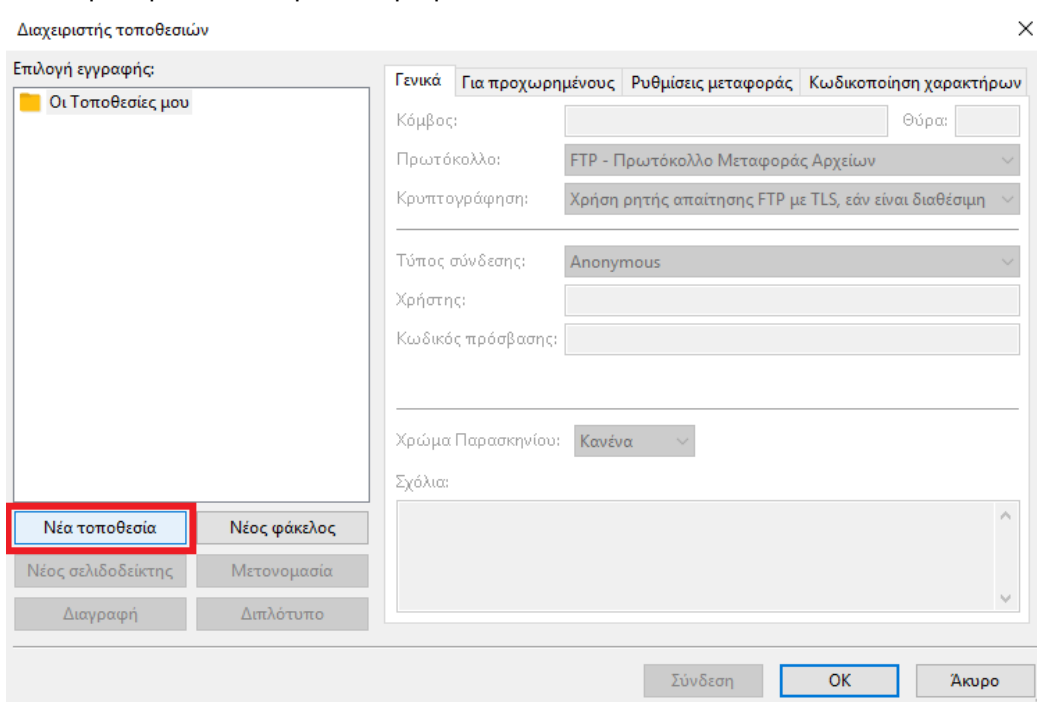 Διαχειριστής τοποθεσιών
Επιλογή εγγραφής:
Οι Τοποθεσίες μου
Νέα τοποθεσία
Νέος φάκελος
Νέος σελιδοδείκτης
Μετονομασία
Διαγραφή
Διπλότυπο
Γενικά Για προχωρημένους Ρυθμίσεις μεταφοράς Κωδικοποίηση χαρακτήρων
Κόμβος: Θύρα:
Πρωτόκολλο: FTP - Πρωτόκολλο Μεταφοράς Αρχείων
Κρυπτογράφηση: Χρήση ρητής απαίτησης FTP με TLS, εάν είναι διαθέσιμη
Τύπος σύνδεσης: Anonymous
Χρήστης:
Κωδικός πρόσβασης:
Χρώμα Παρασκηνίου: Κανένα
Σχόλια:
Σύνδεση OK Άκυρο